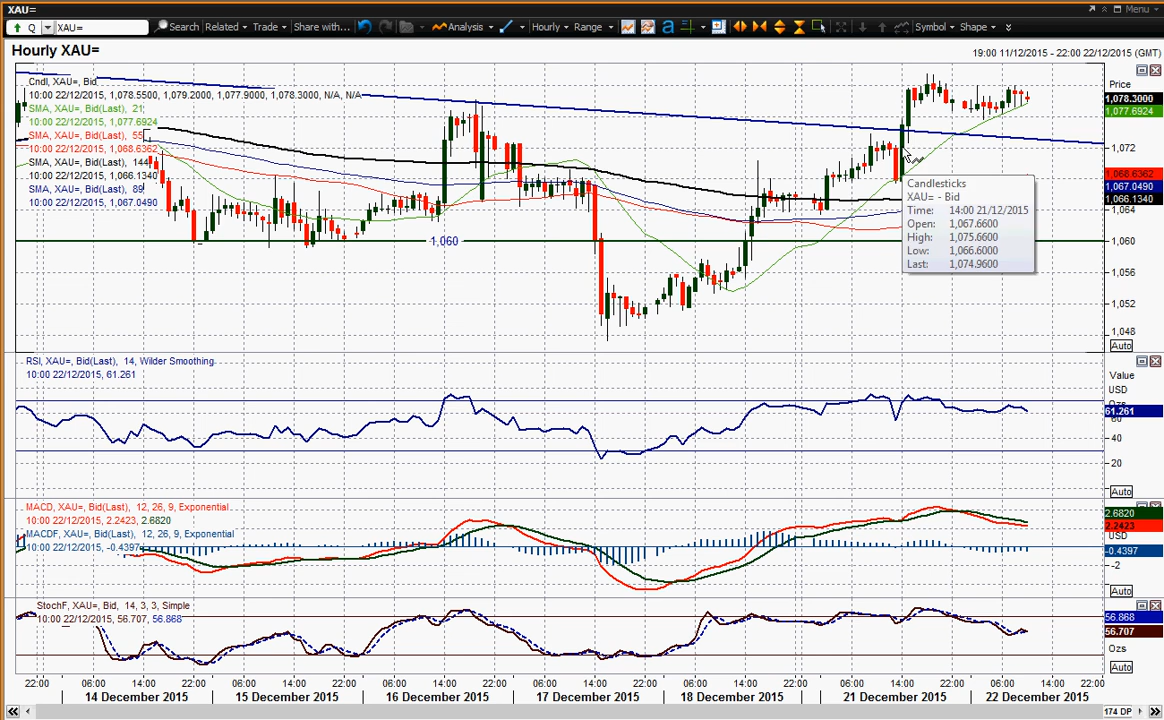 XAU=
Menu
Q XAU= Search Related Trade Share with... Analysis Hourly Range a Symbol Shape
Hourly XAU=
19:00 11/12/2015 - 22:00 22/12/2015 (GMT)
Cndl, XAU=, Bid
10:00 22/12/2015, 1,078.5500, 1,079.2000, 1,077.9000, 1,078.3000, N/A, N/A
SMA, XAU=, Bid(Last), 21
10:00 22/12/2015, 1,077.6924
SMA, XAU=, Bid(Last), 55
10:00 22/12/2015, 1,068.6362
SMA, XAU=, Bid(Last), 144
10:00 22/12/2015, 1,066.1340
SMA, XAU=, Bid(Last), 89
10:00 22/12/2015, 1,067.0490
1,060
Candlesticks
XAU= - Bid
Time: 14:00 21/12/2015
Open: 1,067.6600
High: 1,075.6600
Low: 1,066.6000
Last: 1,074.9600
Price
1,078.3000
1,077.6924
1,072
1,068.6362
1,067.0490
1,066.1340
1,064
1,060
1,056
1,052
1,048
Auto
RSI, XAU=, Bid(Last), 14, Wilder Smoothing
10:00 22/12/2015, 61.261
Value
USD
Ozs
61.261
60
40
20
Auto
MACD, XAU=, Bid(Last), 12, 26, 9, Exponential
10:00 22/12/2015, 2.2423, 2.6820
MACDF, XAU=, Bid(Last), 12, 26, 9, Exponential
10:00 22/12/2015, -0.4397
2.6820
2.2423
USD
-0.4397
-2
Auto
StochF, XAU=, Bid, 14, 3, 3, Simple
10:00 22/12/2015, 56.707, 56.868
56.868
56.707
Ozs
Auto
22:00 06:00 14:00 22:00 06:00 14:00 22:00 06:00 14:00 22:00 06:00 14:00 22:00 06:00 14:00 22:00 06:00 14:00 22:00 06:00 14:00 22:00
14 December 2015 15 December 2015 16 December 2015 17 December 2015 18 December 2015 21 December 2015 22 December 2015
174 DP